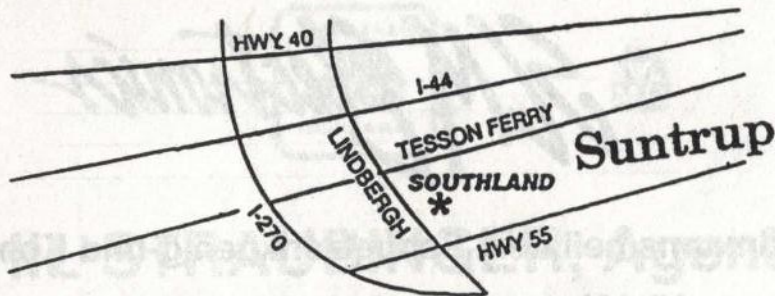 HWY 40
I-44
TESSON FERRY
Suntrup
LINDBERGH
SOUTHLAND
*
I-270
HWY 55